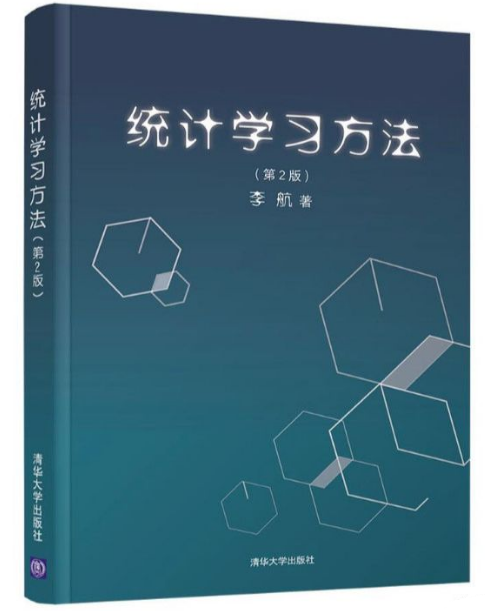 统计学习方法
（第2版）
李航 著
清华大学出版社
统计学习方法（第2版）
清华大学出版社